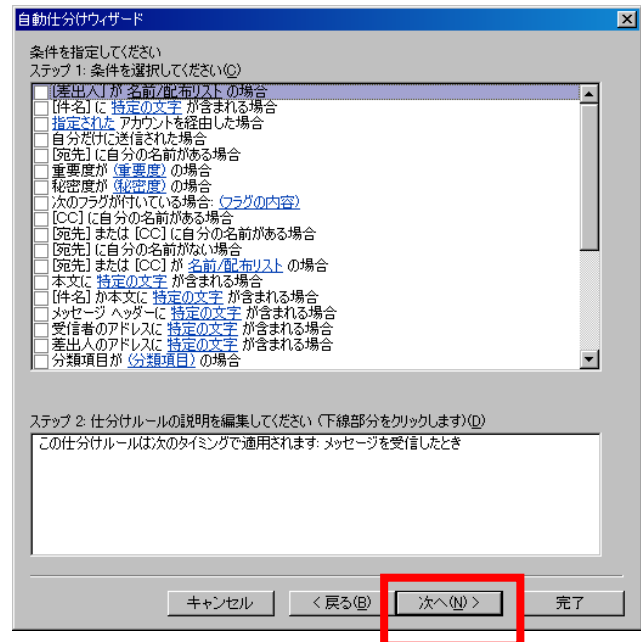 自動仕分けウィザード
条件を指定してください
ステップ 1: 条件を選択してください(C)
[差出人] が 名前/配布リスト の場合
[件名] に 特定の文字 が含まれる場合
指定された アカウントを経由した場合
自分だけに送信された場合
[宛先] に自分の名前がある場合
重要度が (重要度) の場合
秘密度が (秘密度) の場合
次のフラグが付いている場合: (フラグの内容)
[CC] に自分の名前がある場合
[宛先] または [CC] に自分の名前がある場合
[宛先] に自分の名前がない場合
[宛先] または [CC] が 名前/配布リスト の場合
本文に 特定の文字 が含まれる場合
[件名] か本文に 特定の文字 が含まれる場合
メッセージ ヘッダーに 特定の文字 が含まれる場合
受信者のアドレスに 特定の文字 が含まれる場合
差出人のアドレスに 特定の文字 が含まれる場合
分類項目が (分類項目) の場合
ステップ 2: 仕分けルールの説明を編集してください (下線部分をクリックします)(D)
この仕分けルールは次のタイミングで適用されます: メッセージを受信したとき
キャンセル < 戻る(B) 次へ(N) > 完了